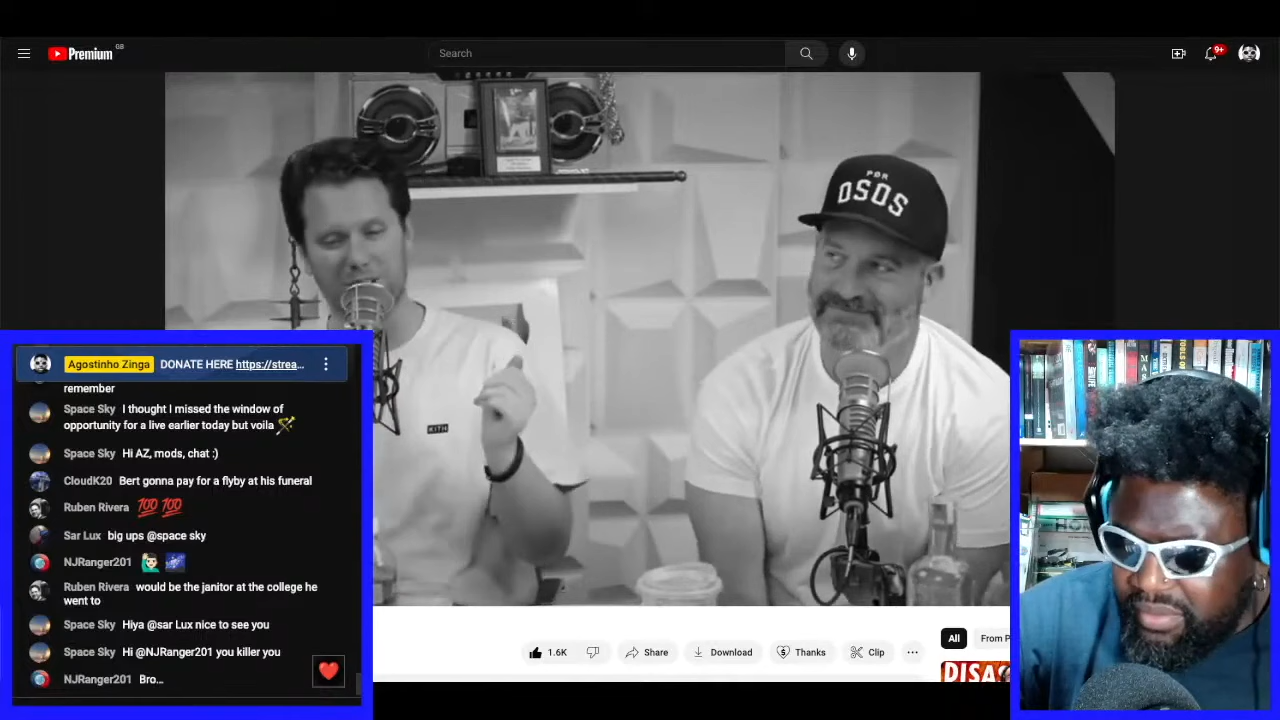 Premium GB
Search
9+
POR
OSOS
KITH
Agostinho Zinga DONATE HERE https://strea...
remember
Space Sky I thought I missed the window of
opportunity for a live earlier today but voila
Space Sky Hi AZ, mods, chat :)
CloudK20 Bert gonna pay for a flyby at his funeral
Ruben Rivera 💯 💯
Sar Lux big ups @space sky
NJRanger201
Ruben Rivera would be the janitor at the college he
went to
Space Sky Hiya @sar Lux nice to see you
Space Sky Hi @NJRanger201 you killer you
NJRanger201 Bro...
1.6K
Share
Download
Thanks
Clip
All
From P
DISA